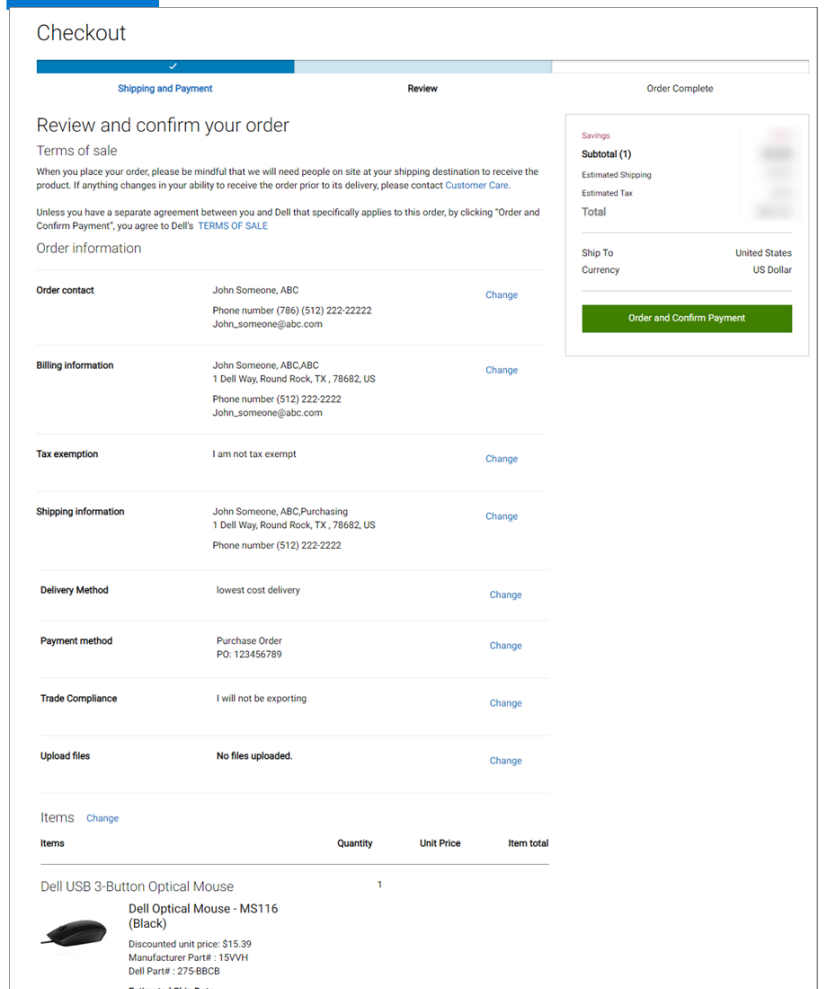 Checkout
Shipping and Payment
Review
Order Complete
Review and confirm your order
Terms of sale
When you place your order, please be mindful that we will need people on site at your shipping destination to receive the
product. If anything changes in your ability to receive the order prior to its delivery, please contact Customer Care.
Unless you have a separate agreement between you and Dell that specifically applies to this order, by clicking "Order and
Confirm Payment", you agree to Dell's TERMS OF SALE
Order information
Order contact
John Someone, ABC
Phone number (786) (512) 222-22222
John_someone@abc.com
Change
Billing information
John Someone, ABC,ABC
1 Dell Way, Round Rock, TX , 78682, US
Phone number (512) 222-2222
John_someone@abc.com
Change
Tax exemption
I am not tax exempt
Change
Shipping information
John Someone, ABC,Purchasing
1 Dell Way, Round Rock, TX , 78682, US
Phone number (512) 222-2222
Change
Delivery Method
lowest cost delivery
Change
Payment method
Purchase Order
PO: 123456789
Change
Trade Compliance
I will not be exporting
Change
Upload files
No files uploaded.
Change
Items Change
Items Quantity Unit Price Item total
Dell USB 3-Button Optical Mouse 1
Dell Optical Mouse - MS116
(Black)
Discounted unit price: $15.39
Manufacturer Part# : 15VVH
Dell Part# : 275-BBCB
Savings
Subtotal (1)
Estimated Shipping
Estimated Tax
Total
Ship To United States
Currency US Dollar
Order and Confirm Payment